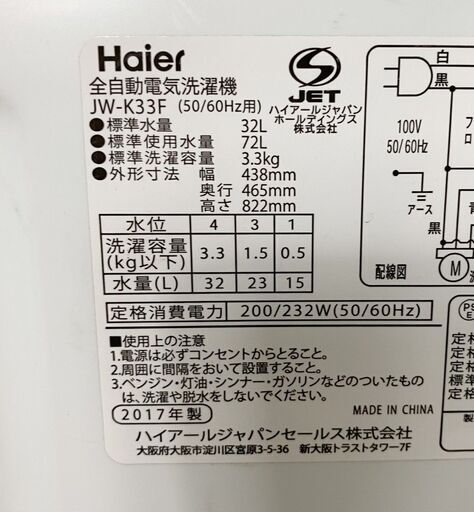 Haier
全自動電気洗濯機
JW-K33F (50/60Hz用)
JET
ハイアールジャパン
ホールディングス
株式会社
●標準水量 32L
●標準使用水量 72L
●標準洗濯容量 3.3kg
●外形寸法 幅 438mm
奥行 465mm
高さ 822mm
水位 4 3 1
洗濯容量(kg以下) 3.3 1.5 0.5
水量(L) 32 23 15
定格消費電力 200/232W(50/60Hz)
白
黒
100V
50/60Hz
アース
黒
M
配線図
■使用上の注意
1.電源は必ずコンセントからとること。
2.周囲に間隔をおいて設置すること。
3.ベンジン・灯油・シンナー・ガソリンなどのついたもの
は、洗濯や脱水をしないでください。
2017年製
MADE IN CHINA
ハイアールジャパンセールス株式会社
大阪府大阪市淀川区宮原3-5-36 新大阪トラストタワー7F